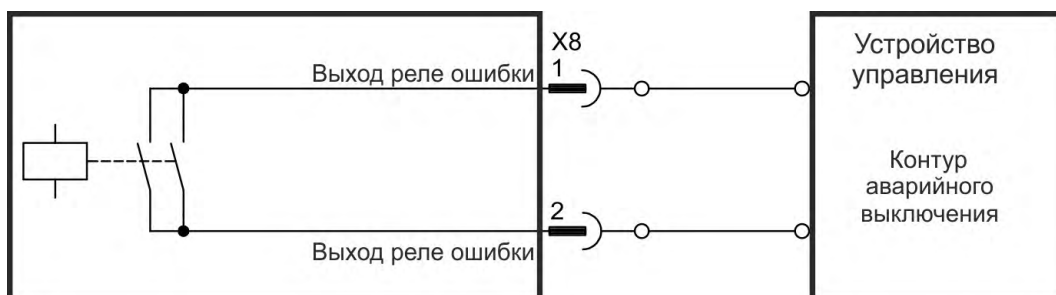 X8
Выход реле ошибки
1
Устройство
управления
Контур
аварийного
выключения
2
Выход реле ошибки